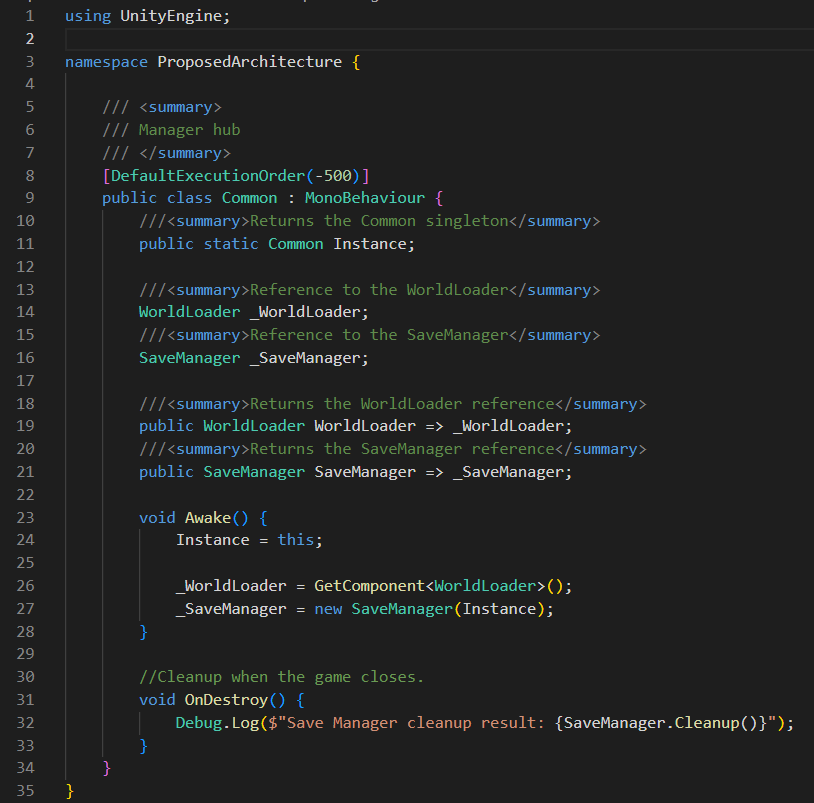 1 using UnityEngine;
2
3 namespace ProposedArchitecture {
4
5 /// <summary>
6 /// Manager hub
7 /// </summary>
8 [DefaultExecutionOrder(-500)]
9 public class Common : MonoBehaviour {
10 ///<summary>Returns the Common singleton</summary>
11 public static Common Instance;
12
13 ///<summary>Reference to the WorldLoader</summary>
14 WorldLoader _WorldLoader;
15 ///<summary>Reference to the SaveManager</summary>
16 SaveManager _SaveManager;
17
18 ///<summary>Returns the WorldLoader reference</summary>
19 public WorldLoader WorldLoader => _WorldLoader;
20 ///<summary>Returns the SaveManager reference</summary>
21 public SaveManager SaveManager => _SaveManager;
22
23 void Awake() {
24 Instance = this;
25
26 _WorldLoader = GetComponent<WorldLoader>();
27 _SaveManager = new SaveManager(Instance);
28 }
29
30 //Cleanup when the game closes.
31 void OnDestroy() {
32 Debug.Log($"Save Manager cleanup result: {SaveManager.Cleanup()}");
33 }
34 }
35 }